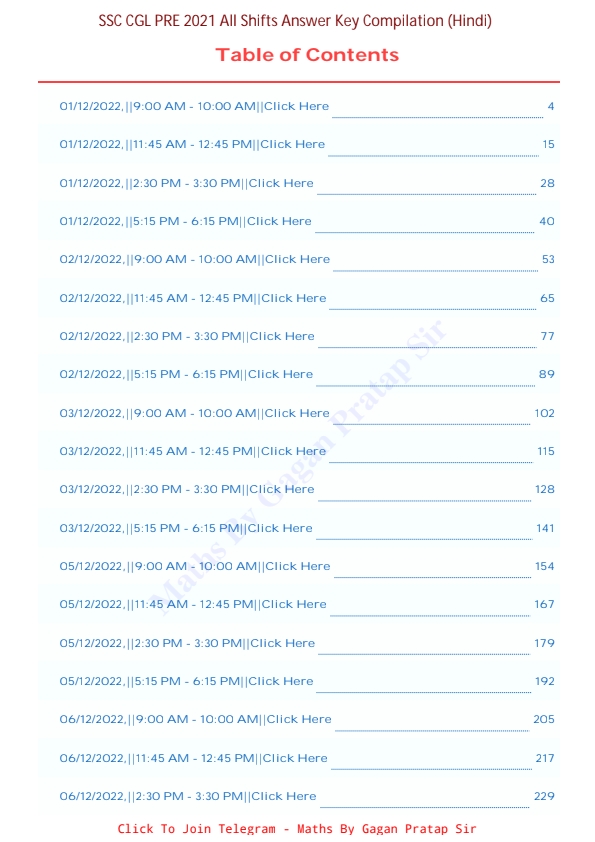 SSC CGL PRE 2021 All Shifts Answer Key Compilation (Hindi)
Table of Contents
01/12/2022,||9:00 AM - 10:00 AM||Click Here 4
01/12/2022,||11:45 AM - 12:45 PM||Click Here 15
01/12/2022,||2:30 PM - 3:30 PM||Click Here 28
01/12/2022,||5:15 PM - 6:15 PM||Click Here 40
02/12/2022,||9:00 AM - 10:00 AM||Click Here 53
02/12/2022,||11:45 AM - 12:45 PM||Click Here 65
02/12/2022,||2:30 PM - 3:30 PM||Click Here 77
02/12/2022,||5:15 PM - 6:15 PM||Click Here 89
03/12/2022,||9:00 AM - 10:00 AM||Click Here 102
03/12/2022,||11:45 AM - 12:45 PM||Click Here 115
03/12/2022,||2:30 PM - 3:30 PM||Click Here 128
03/12/2022,||5:15 PM - 6:15 PM||Click Here 141
05/12/2022,||9:00 AM - 10:00 AM||Click Here 154
05/12/2022,||11:45 AM - 12:45 PM||Click Here 167
05/12/2022,||2:30 PM - 3:30 PM||Click Here 179
05/12/2022,||5:15 PM - 6:15 PM||Click Here 192
06/12/2022,||9:00 AM - 10:00 AM||Click Here 205
06/12/2022,||11:45 AM - 12:45 PM||Click Here 217
06/12/2022,||2:30 PM - 3:30 PM||Click Here 229
Maths By Gagan Pratap Sir
Click To Join Telegram - Maths By Gagan Pratap Sir